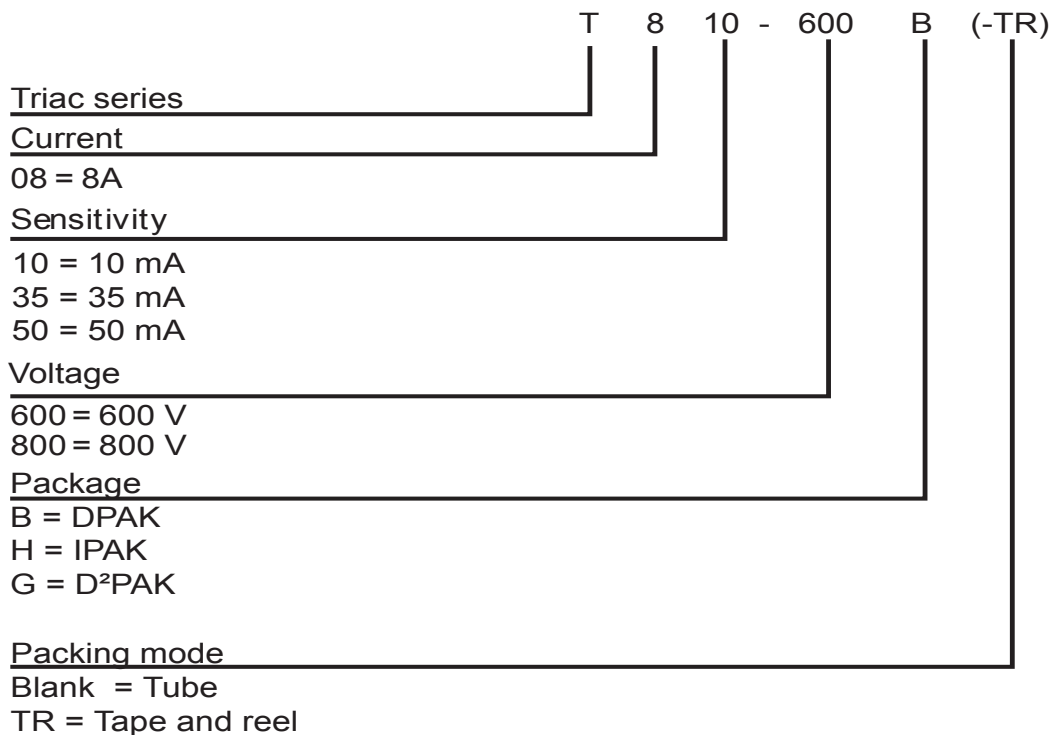 T 8 10 - 600 B (-TR)
Triac series
Current
08 = 8A
Sensitivity
10 = 10 mA
35 = 35 mA
50 = 50 mA
Voltage
600 = 600 V
800 = 800 V
Package
B = DPAK
H = IPAK
G = D²PAK
Packing mode
Blank = Tube
TR = Tape and reel